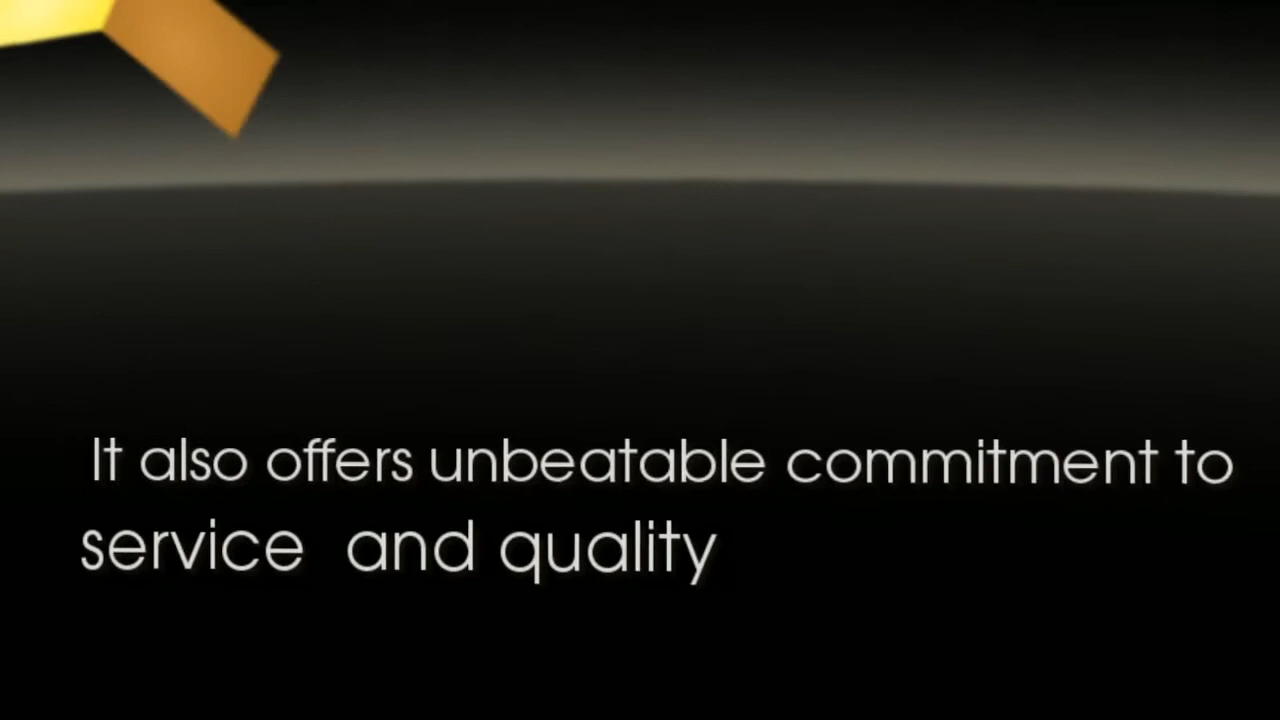 It also offers unbeatable commitment to
service and quality